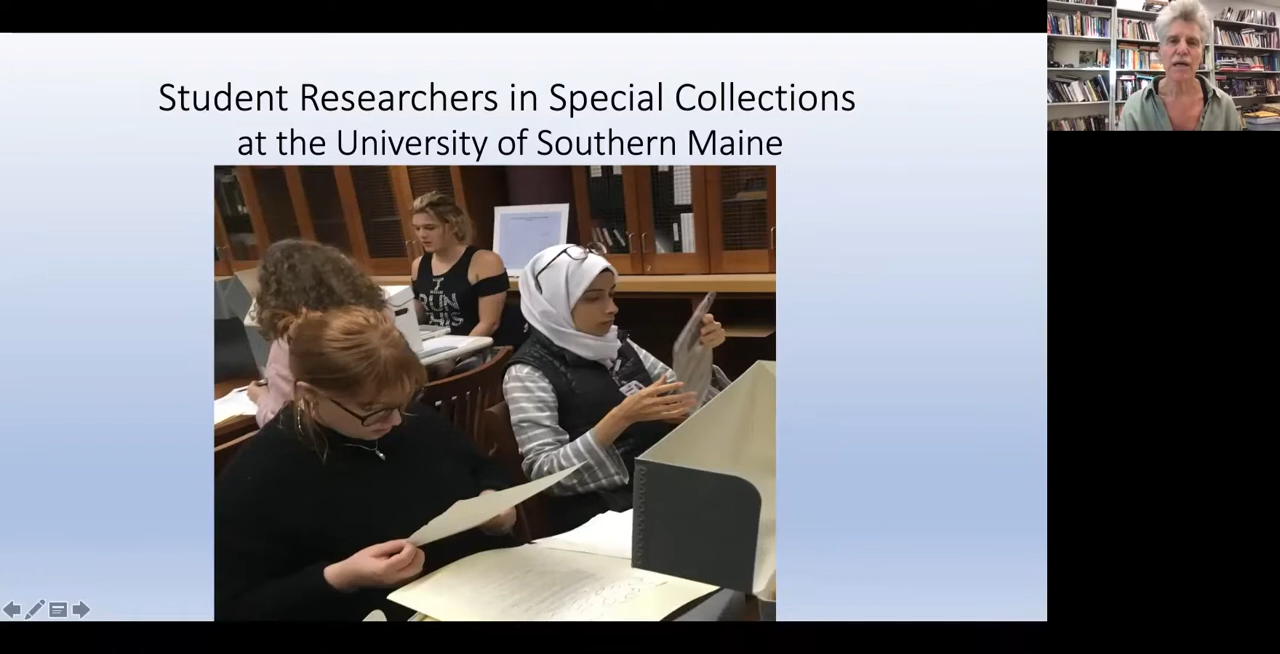 Student Researchers in Special Collections
at the University of Southern Maine
I
RUN
THIS